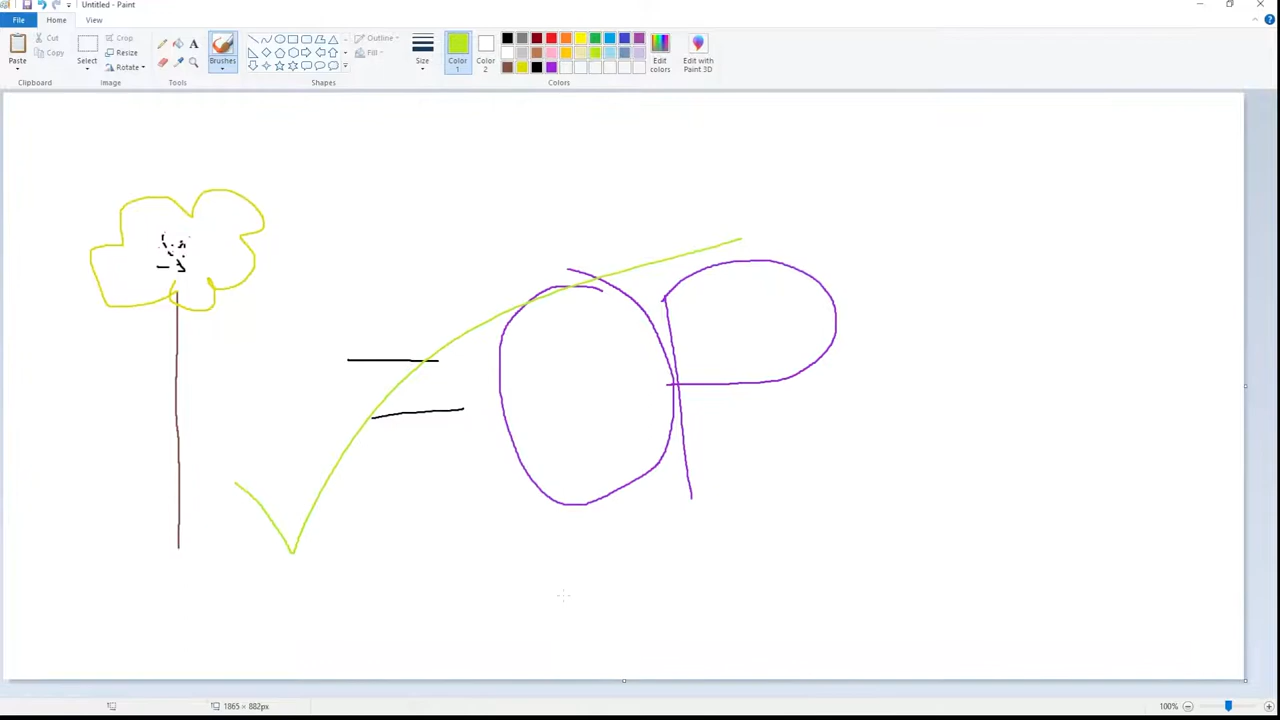 Untitled - Paint
File Home View
Paste
Cut
Copy
Clipboard
Select
Crop
Resize
Rotate
Image
Tools
Brushes
Shapes
Outline
Fill
Size
Color 1
Color 2
Colors
Edit colors
Edit with Paint 3D
= OP
1865 × 882px
100%